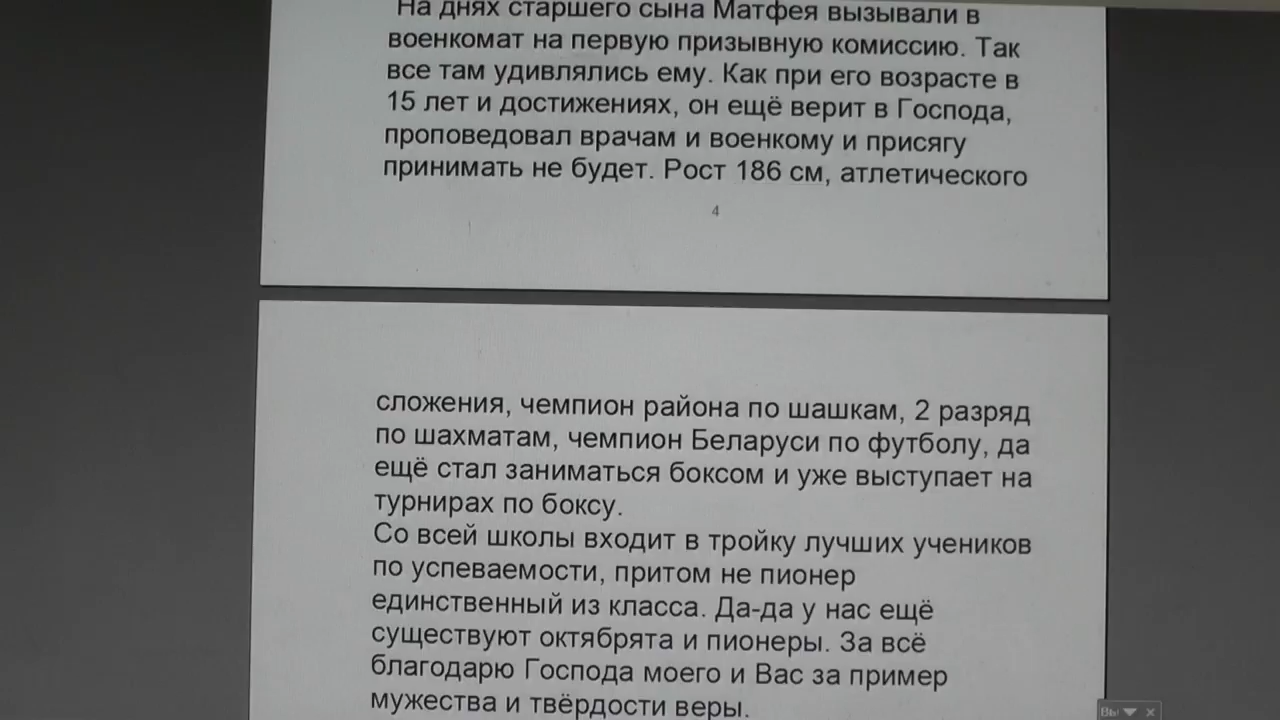 На днях старшего сына Матфея вызывали в
военкомат на первую призывную комиссию. Так
все там удивлялись ему. Как при его возрасте в
15 лет и достижениях, он ещё верит в Господа,
проповедовал врачам и военкому и присягу
принимать не будет. Рост 186 см, атлетического
4
сложения, чемпион района по шашкам, 2 разряд
по шахматам, чемпион Беларуси по футболу, да
ещё стал заниматься боксом и уже выступает на
турнирах по боксу.
Со всей школы входит в тройку лучших учеников
по успеваемости, притом не пионер
единственный из класса. Да-да у нас ещё
существуют октябрята и пионеры. За всё
благодарю Господа моего и Вас за пример
мужества и твёрдости веры.